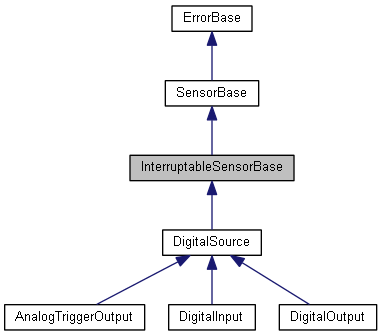 ErrorBase
SensorBase
InterruptableSensorBase
DigitalSource
AnalogTriggerOutput
DigitalInput
DigitalOutput